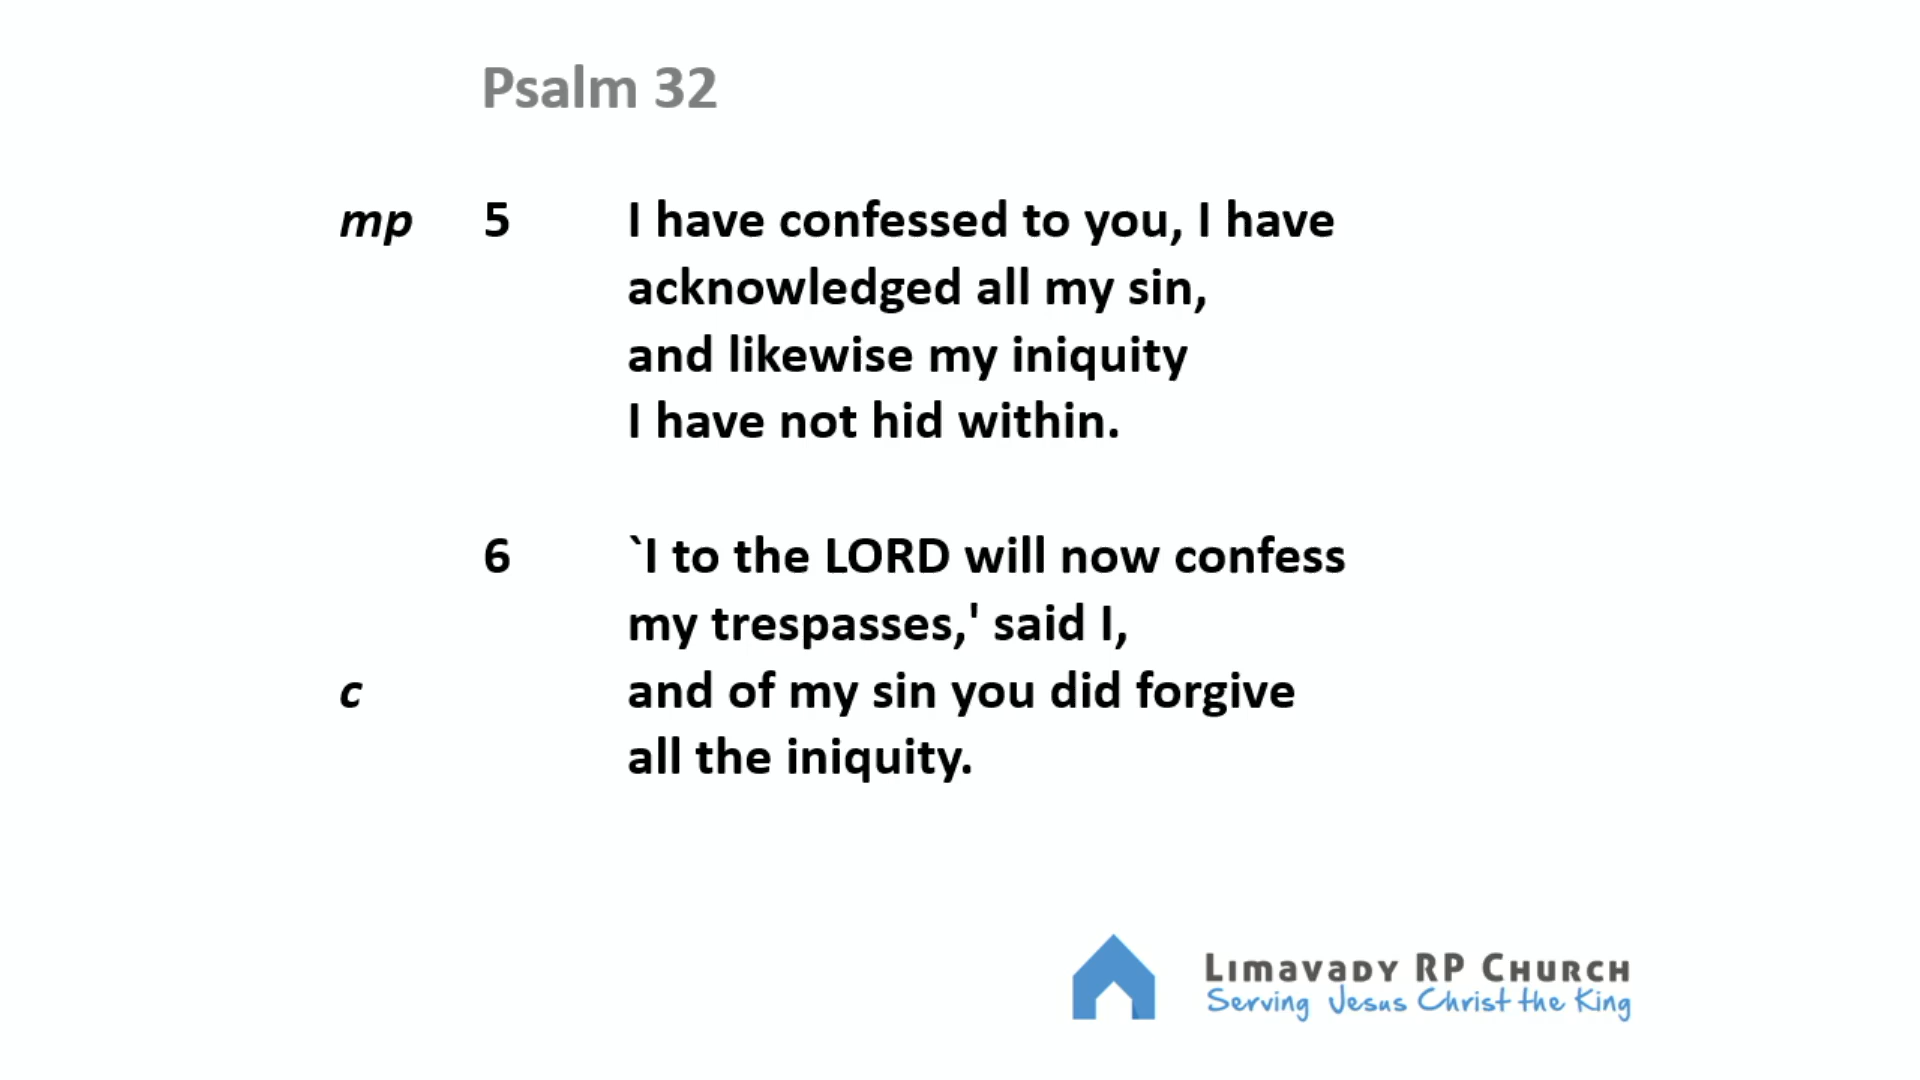 Psalm 32
mp 5 I have confessed to you, I have
acknowledged all my sin,
and likewise my iniquity
I have not hid within.
6 `I to the LORD will now confess
my trespasses,' said I,
c and of my sin you did forgive
all the iniquity.
LIMAVADY RP CHURCH
Serving Jesus Christ the King